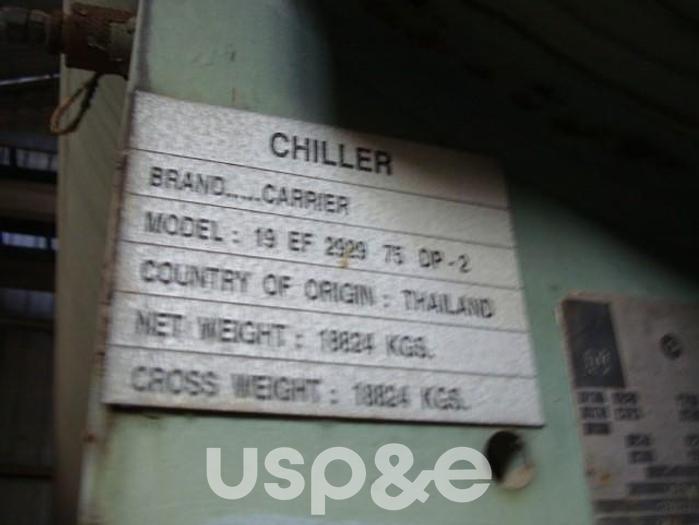 CHILLER
BRAND.....CARRIER
MODEL : 19 EF 2929 75 DP-2
COUNTRY OF ORIGIN : THAILAND
NET WEIGHT : 18824 KGS.
CROSS WEIGHT : 18824 KGS.
usp&e